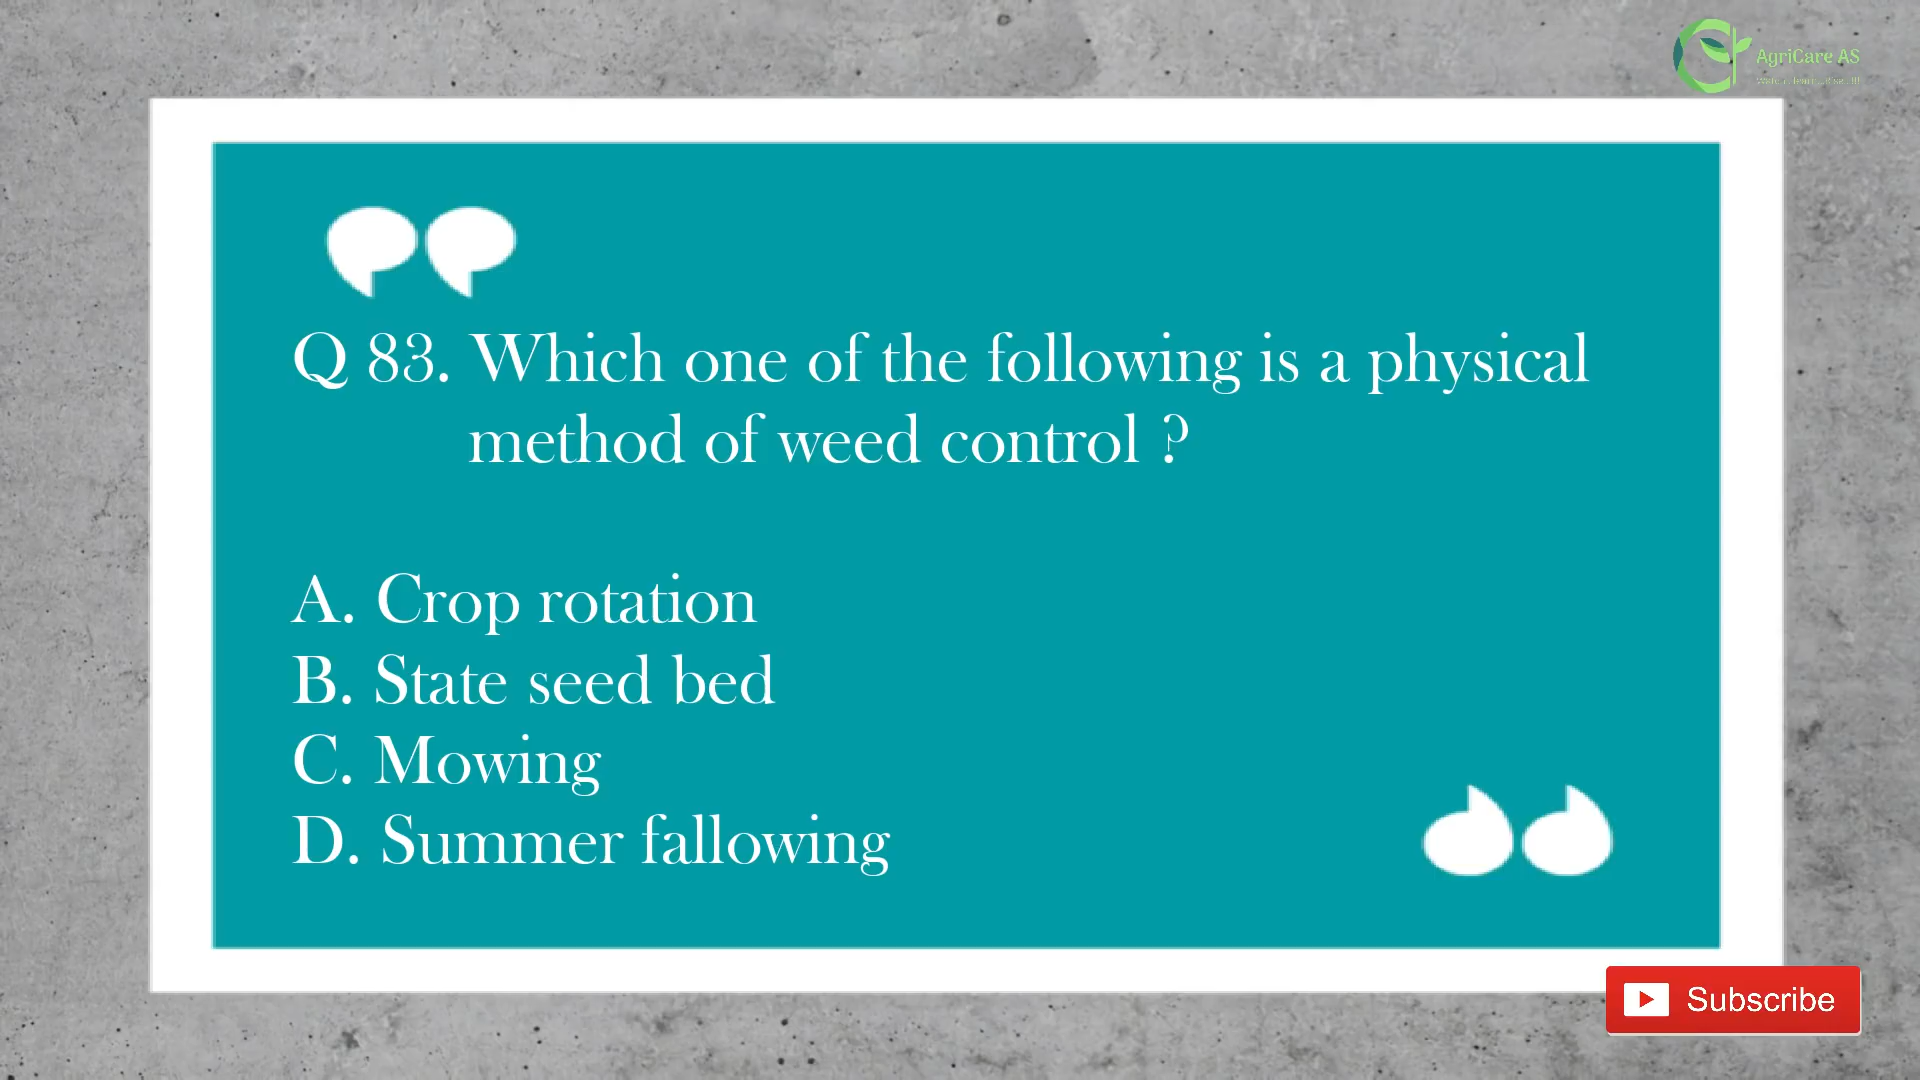 AgriCare AS
Q 83. Which one of the following is a physical
method of weed control ?
A. Crop rotation
B. State seed bed
C. Mowing
D. Summer fallowing
Subscribe